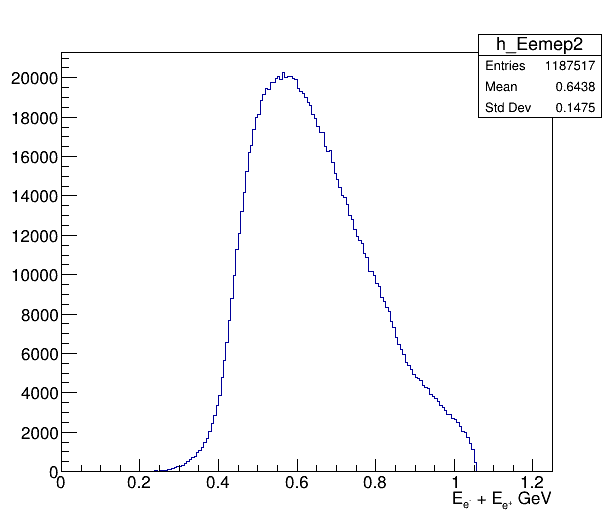 h_Eemep2
Entries 1187517
Mean 0.6438
Std Dev 0.1475
20000
18000
16000
14000
12000
10000
8000
6000
4000
2000
0
0 0.2 0.4 0.6 0.8 1 1.2
E_e⁻ + E_e⁺ GeV